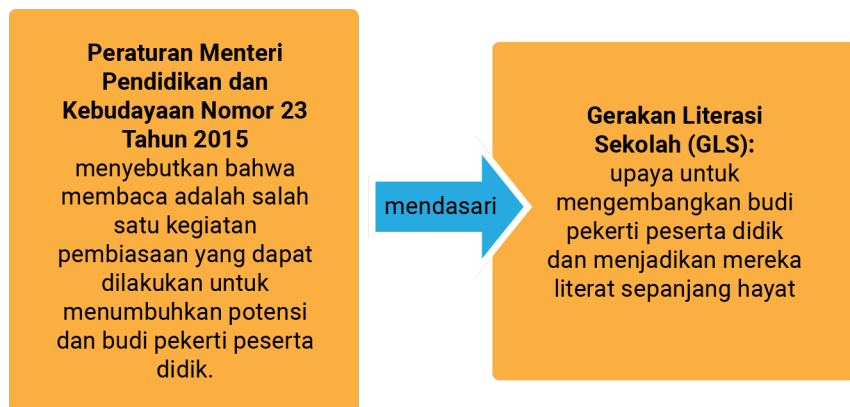 Peraturan Menteri
Pendidikan dan
Kebudayaan Nomor 23
Tahun 2015
menyebutkan bahwa
membaca adalah salah
satu kegiatan
pembiasaan yang dapat
dilakukan untuk
menumbuhkan potensi
dan budi pekerti peserta
didik.
mendasari
Gerakan Literasi
Sekolah (GLS):
upaya untuk
mengembangkan budi
pekerti peserta didik
dan menjadikan mereka
literat sepanjang hayat